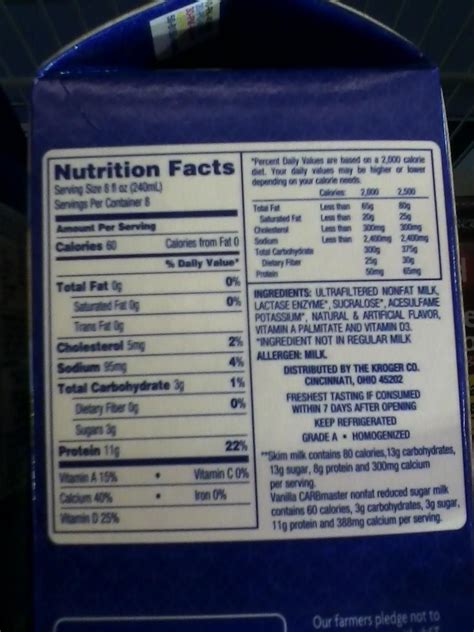 Nutrition Facts
Serving Size 8 fl oz (240mL)
Servings Per Container 8
Amount Per Serving
Calories 60 Calories from Fat 0
% Daily Value*
Total Fat 0g 0%
Saturated Fat 0g 0%
Trans Fat 0g
Cholesterol 5mg 2%
Sodium 95mg 4%
Total Carbohydrate 3g 1%
Dietary Fiber 0g 0%
Sugars 3g
Protein 11g 22%
Vitamin A 15% • Vitamin C 0%
Calcium 40% • Iron 0%
Vitamin D 25%
*Percent Daily Values are based on a 2,000 calorie
diet. Your daily values may be higher or lower
depending on your calorie needs.
Calories: 2,000 2,500
Total Fat Less than 65g 80g
Saturated Fat Less than 20g 25g
Cholesterol Less than 300mg 300mg
Sodium Less than 2,400mg 2,400mg
Total Carbohydrate 300g 375g
Dietary Fiber 25g 30g
Protein 50mg 65mg
INGREDIENTS: ULTRAFILTERED NONFAT MILK,
LACTASE ENZYME*, SUCRALOSE*, ACESULFAME
POTASSIUM*, NATURAL & ARTIFICIAL FLAVOR,
VITAMIN A PALMITATE AND VITAMIN D3.
*INGREDIENT NOT IN REGULAR MILK
ALLERGEN: MILK.
DISTRIBUTED BY THE KROGER CO.
CINCINNATI, OHIO 45202
FRESHEST TASTING IF CONSUMED
WITHIN 7 DAYS AFTER OPENING
KEEP REFRIGERATED
GRADE A • HOMOGENIZED
**Skim milk contains 80 calories,13g carbohydrates,
13g sugar, 8g protein and 300mg calcium
per serving.
Vanilla CARBmaster nonfat reduced sugar milk
contains 60 calories, 3g carbohydrates, 3g sugar,
11g protein and 388mg calcium per serving.
Our farmers pledge not to